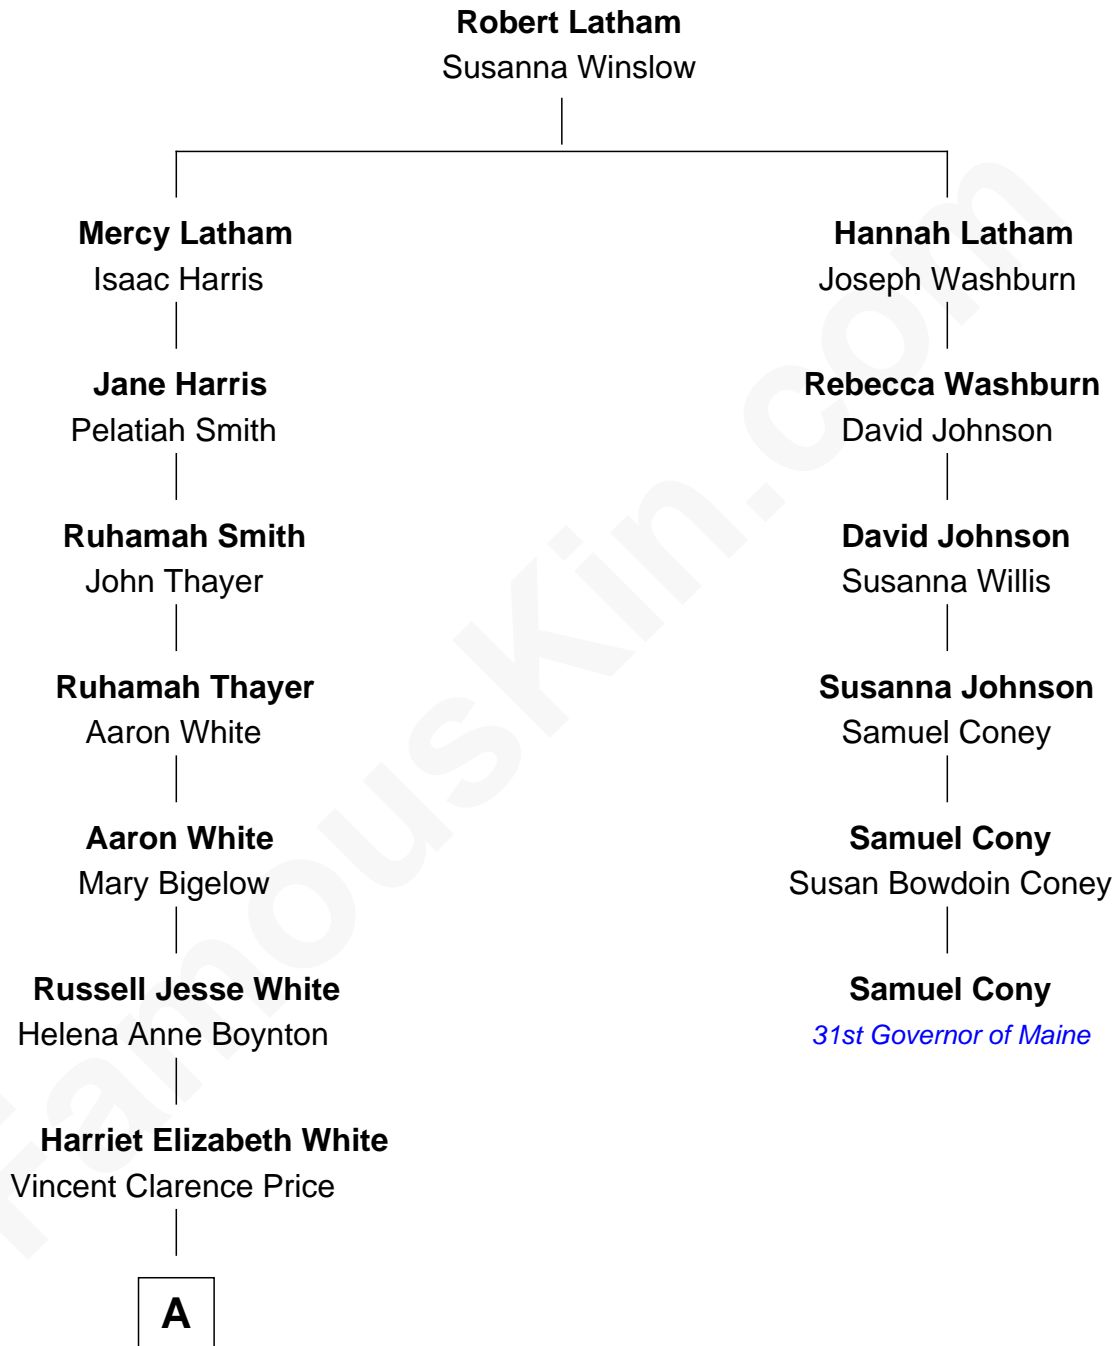 Robert Latham
Susanna Winslow
Mercy Latham
Isaac Harris
Hannah Latham
Joseph Washburn
Jane Harris
Pelatiah Smith
Rebecca Washburn
David Johnson
Ruhamah Smith
John Thayer
David Johnson
Susanna Willis
Ruhamah Thayer
Aaron White
Susanna Johnson
Samuel Coney
Aaron White
Mary Bigelow
Samuel Cony
Susan Bowdoin Coney
Russell Jesse White
Helena Anne Boynton
Samuel Cony
31st Governor of Maine
Harriet Elizabeth White
Vincent Clarence Price
A
FamousKin.com